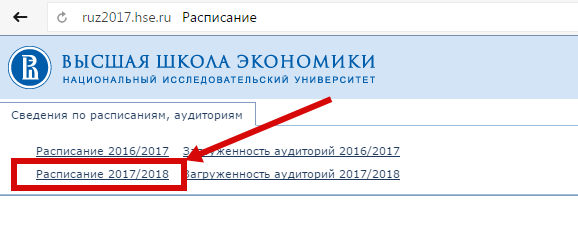 ruz2017.hse.ru Расписание
ВЫСШАЯ ШКОЛА ЭКОНОМИКИ
НАЦИОНАЛЬНЫЙ ИССЛЕДОВАТЕЛЬСКИЙ УНИВЕРСИТЕТ
Сведения по расписаниям, аудиториям
Расписание 2016/2017 Загруженность аудиторий 2016/2017
Расписание 2017/2018 Загруженность аудиторий 2017/2018